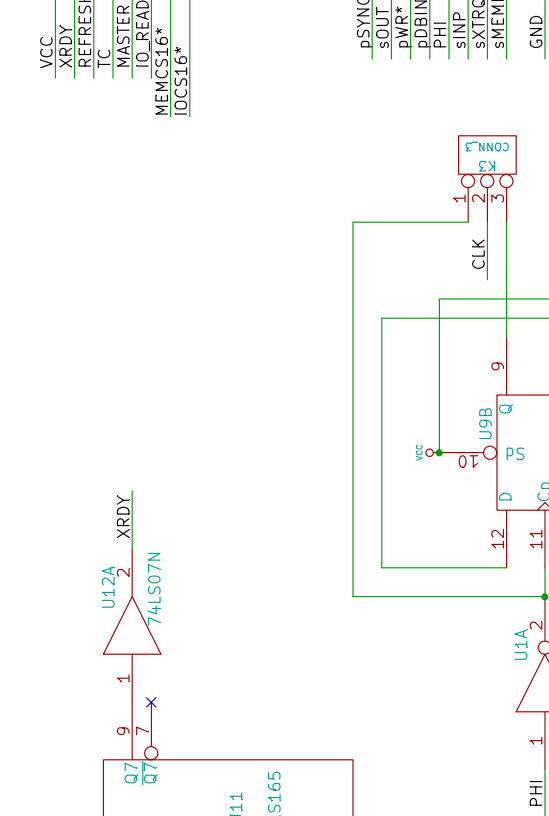 VCC
XRDY
REFRESH
TC
MASTER
IO_READ
MEMCS16*
IOCS16*
pSYNC
sOUT
pWR*
pDBIN
PHI
sINP
sXTRQ
sMEM
GND
CONN_3
K3
1
2
3
CLK
9
Q
U9B
vcc
10
Sd
D
Cp
12
11
XRDY
2
U12A
74LS07N
1
9
7
Q7
Q7
U11
LS165
2
U1A
1
PHI